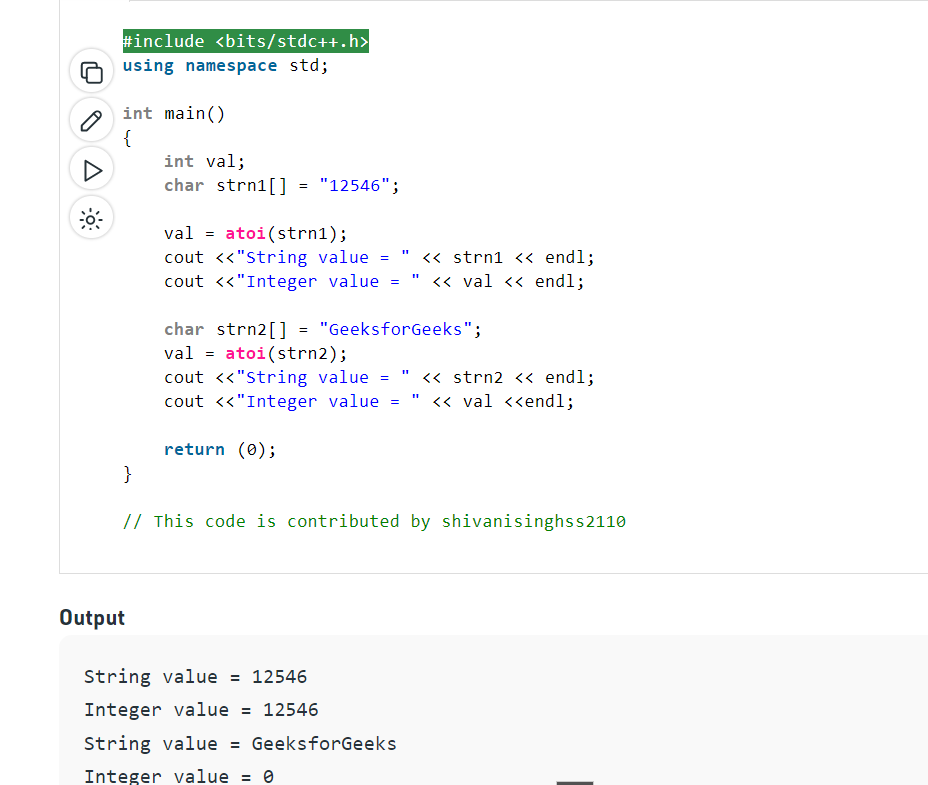 #include <bits/stdc++.h>
using namespace std;
int main()
{
    int val;
    char strn1[] = "12546";
    val = atoi(strn1);
    cout <<"String value = " << strn1 << endl;
    cout <<"Integer value = " << val << endl;
    char strn2[] = "GeeksforGeeks";
    val = atoi(strn2);
    cout <<"String value = " << strn2 << endl;
    cout <<"Integer value = " << val <<endl;
    return (0);
}
// This code is contributed by shivanisinghss2110
Output
String value = 12546
Integer value = 12546
String value = GeeksforGeeks
Integer value = 0